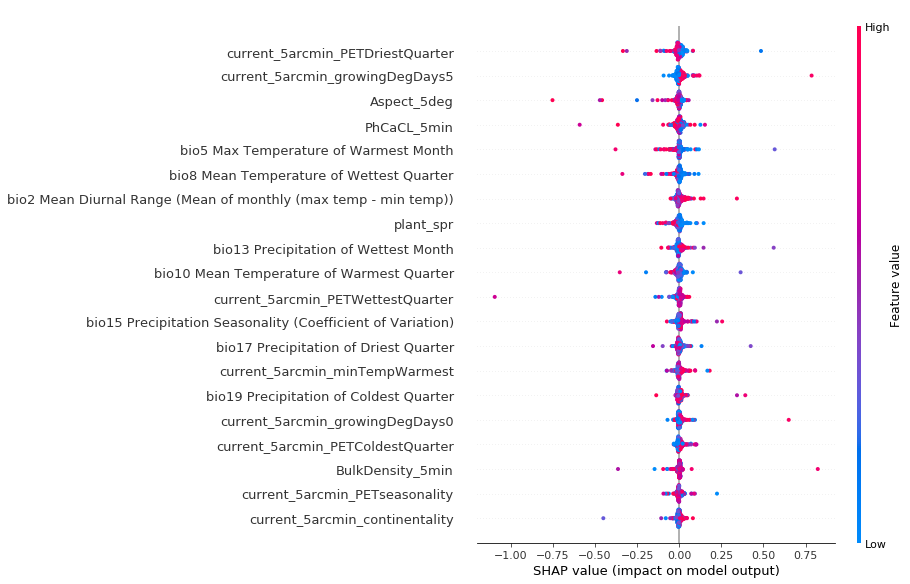 High
current_5arcmin_PETDriestQuarter
current_5arcmin_growingDegDays5
Aspect_5deg
PhCaCL_5min
bio5 Max Temperature of Warmest Month
bio8 Mean Temperature of Wettest Quarter
bio2 Mean Diurnal Range (Mean of monthly (max temp - min temp))
plant_spr
bio13 Precipitation of Wettest Month
bio10 Mean Temperature of Warmest Quarter
current_5arcmin_PETWettestQuarter
bio15 Precipitation Seasonality (Coefficient of Variation)
bio17 Precipitation of Driest Quarter
current_5arcmin_minTempWarmest
bio19 Precipitation of Coldest Quarter
current_5arcmin_growingDegDays0
current_5arcmin_PETColdestQuarter
BulkDensity_5min
current_5arcmin_PETseasonality
current_5arcmin_continentality
Feature value
Low
−1.00 −0.75 −0.50 −0.25 0.00 0.25 0.50 0.75
SHAP value (impact on model output)